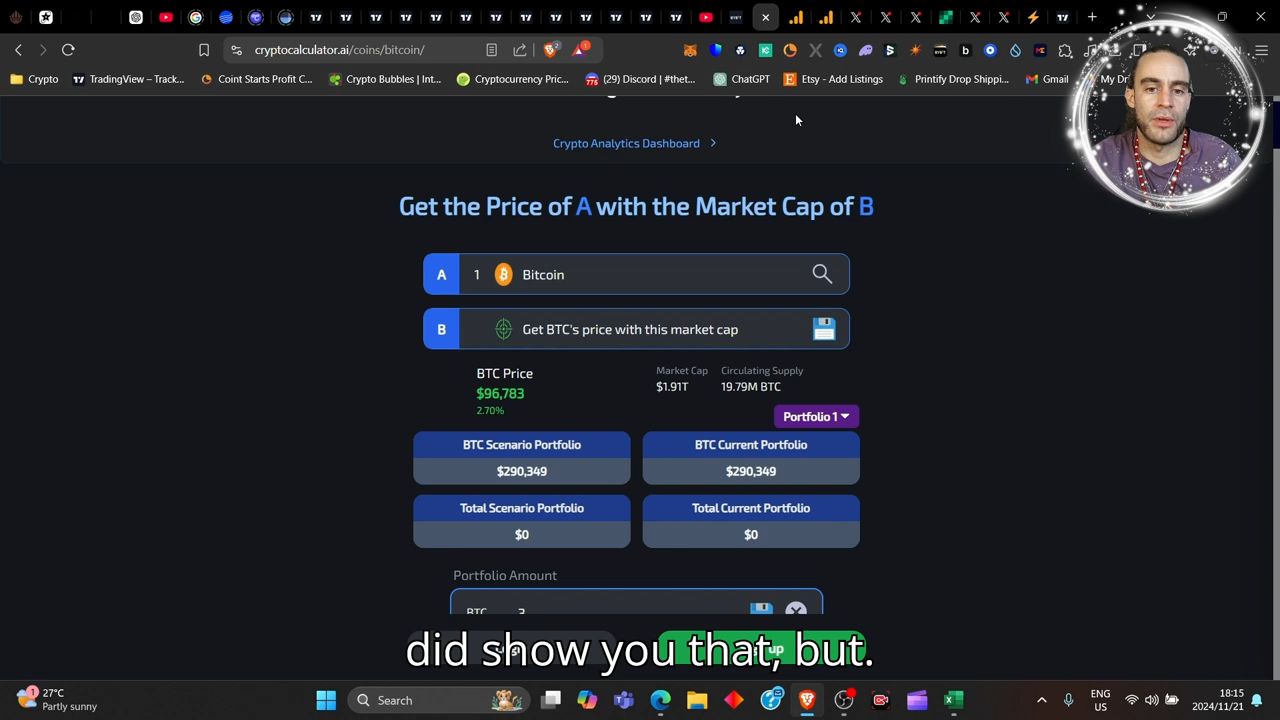 cryptocalculator.ai/coins/bitcoin/
Crypto
TradingView – Track...
Coint Starts Profit C...
Crypto Bubbles | Int...
Cryptocurrency Pric...
(29) Discord | #thet...
ChatGPT
Etsy - Add Listings
Printify Drop Shippi...
Gmail
My Dr
Crypto Analytics Dashboard
Get the Price of A with the Market Cap of B
A 1 Bitcoin
B Get BTC's price with this market cap
BTC Price
$96,783
2.70%
Market Cap
$1.91T
Circulating Supply
19.79M BTC
Portfolio 1
BTC Scenario Portfolio
$290,349
BTC Current Portfolio
$290,349
Total Scenario Portfolio
$0
Total Current Portfolio
$0
Portfolio Amount
BTC 3
did show you that, but.
1
27°C
Partly sunny
Search
ENG
US
18:15
2024/11/21